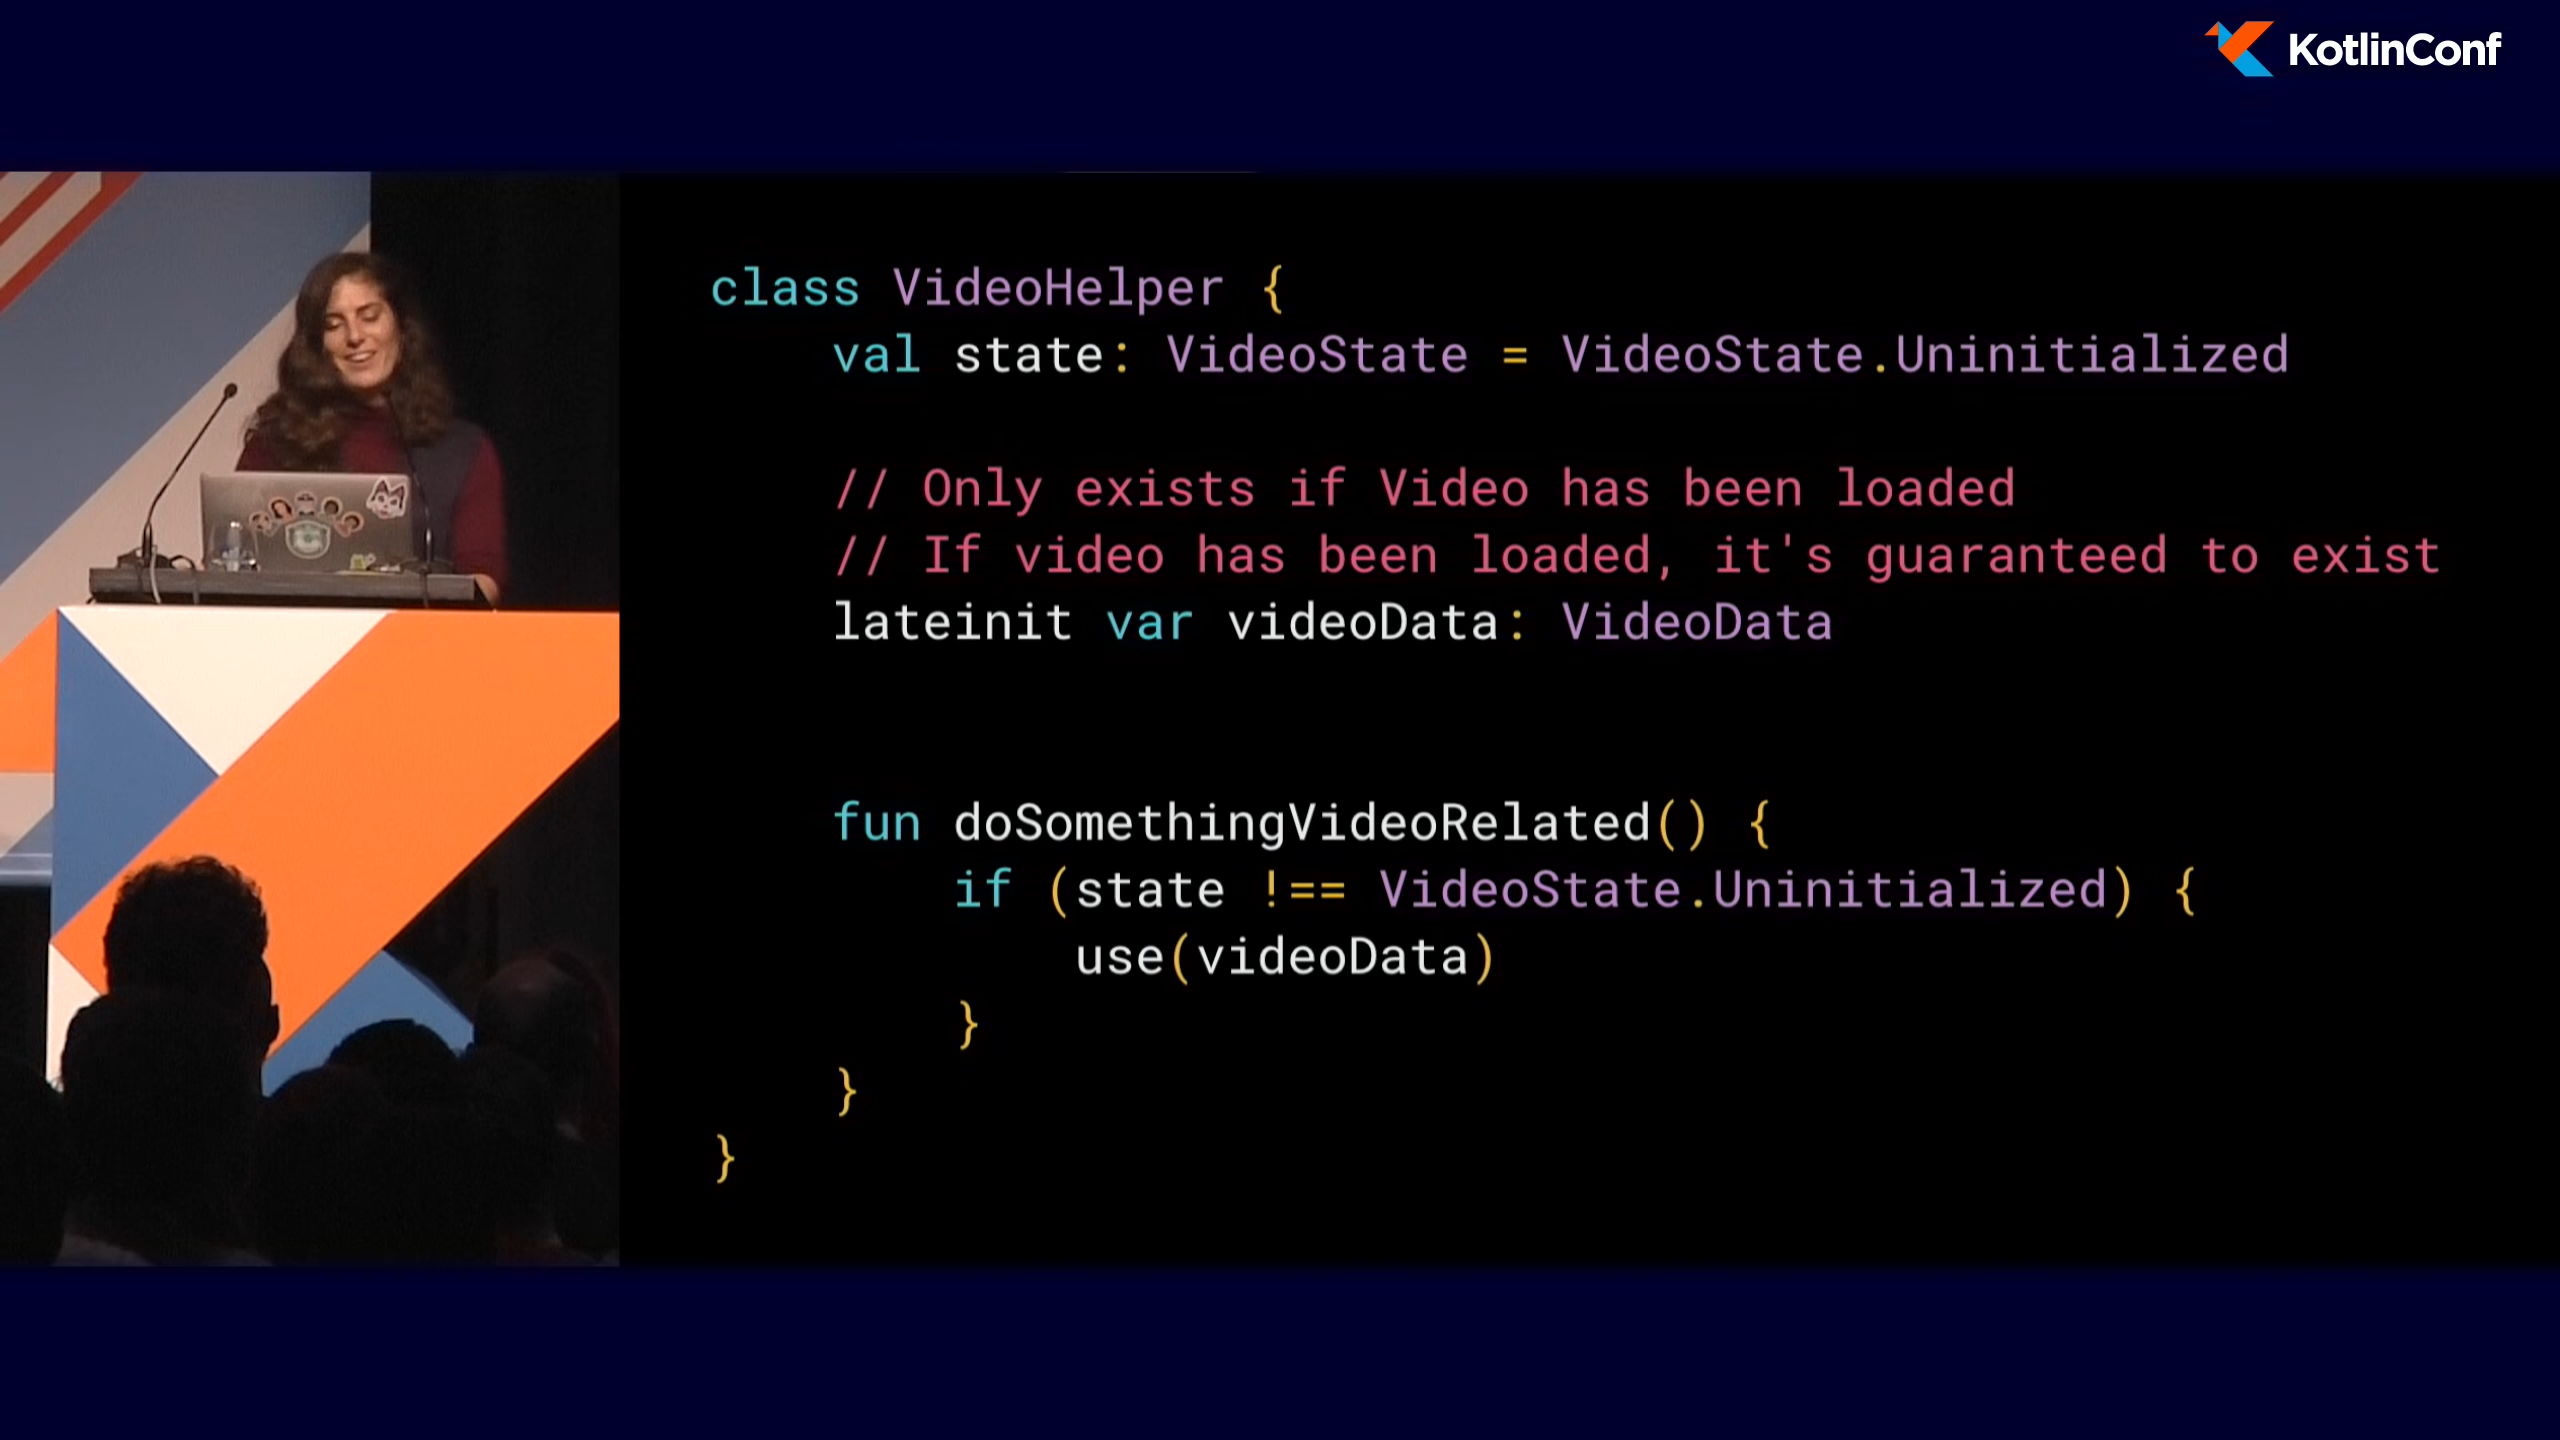 KotlinConf
class VideoHelper {
val state: VideoState = VideoState.Uninitialized
// Only exists if Video has been loaded
// If video has been loaded, it's guaranteed to exist
lateinit var videoData: VideoData
fun doSomethingVideoRelated() {
if (state !== VideoState.Uninitialized) {
use(videoData)
}
}
}